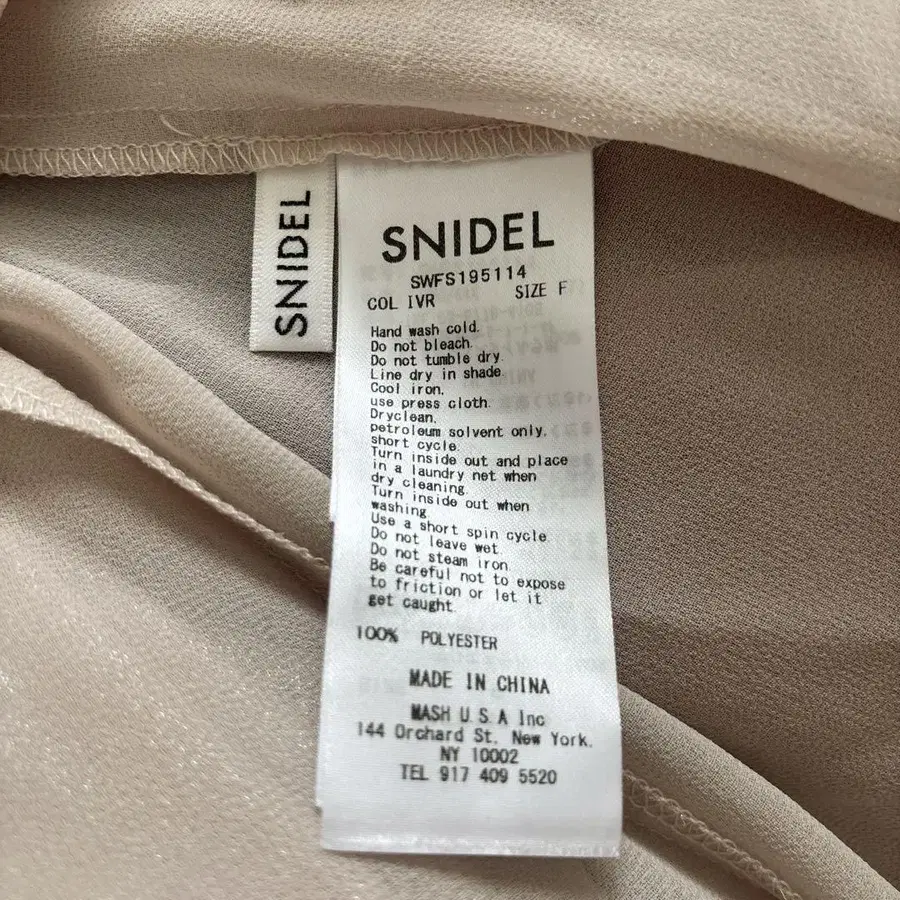 SNIDEL
SNIDEL
SWFS195114
COL IVR SIZE F
Hand wash cold.
Do not bleach.
Do not tumble dry.
Line dry in shade.
Cool iron,
use press cloth.
Dryclean,
petroleum solvent only,
short cycle.
Turn inside out and place
in a laundry net when
dry cleaning.
Turn inside out when
washing.
Use a short spin cycle.
Do not leave wet.
Do not steam iron.
Be careful not to expose
to friction or let it
get caught.
100% POLYESTER
MADE IN CHINA
MASH U.S.A Inc
144 Orchard St, New York,
NY 10002
TEL 917 409 5520